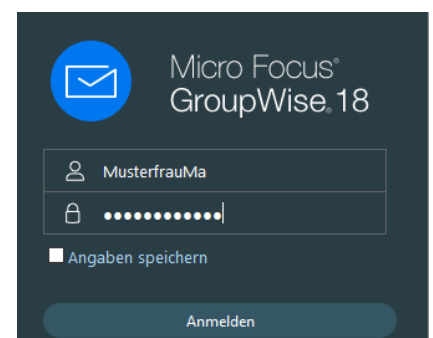 Micro Focus®
GroupWise® 18
MusterfrauMa
••••••••••••
Angaben speichern
Anmelden